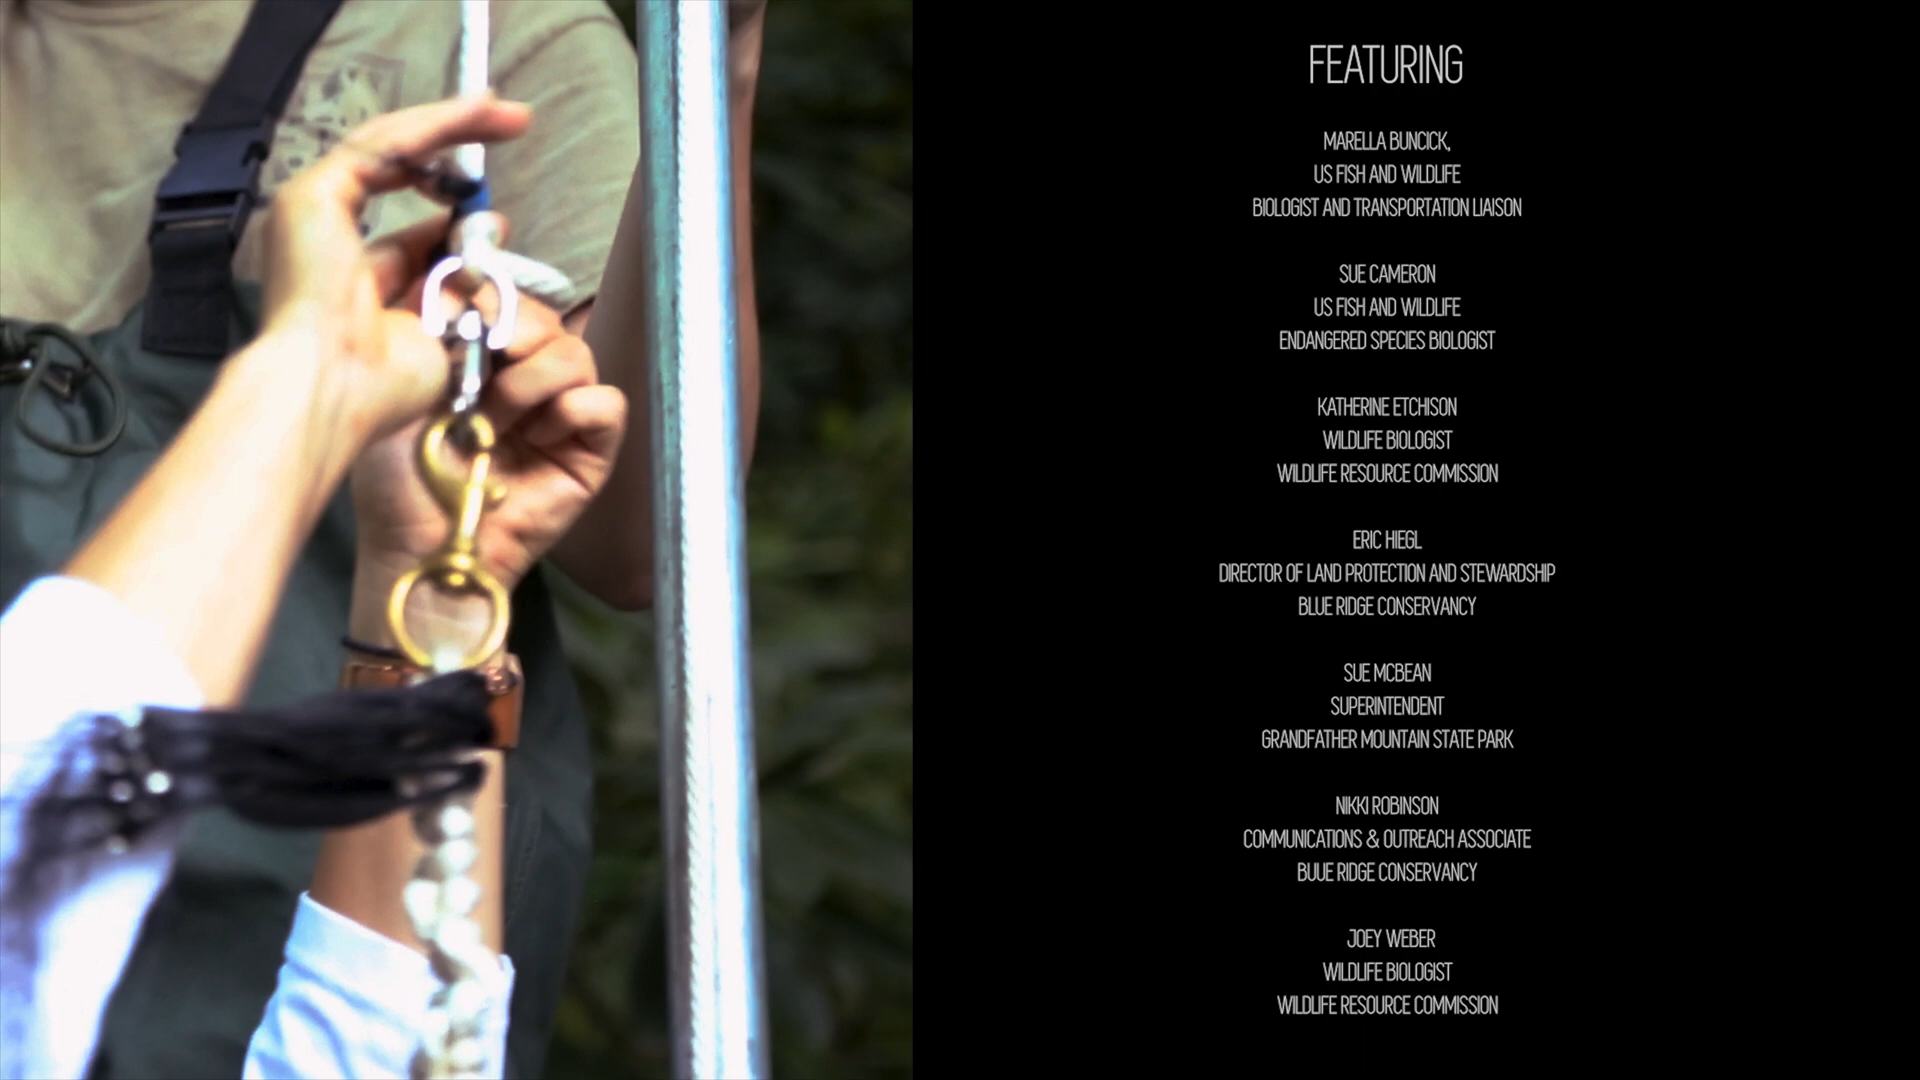 FEATURING
MARELLA BUNCICK,
US FISH AND WILDLIFE
BIOLOGIST AND TRANSPORTATION LIAISON
SUE CAMERON
US FISH AND WILDLIFE
ENDANGERED SPECIES BIOLOGIST
KATHERINE ETCHISON
WILDLIFE BIOLOGIST
WILDLIFE RESOURCE COMMISSION
ERIC HIEGL
DIRECTOR OF LAND PROTECTION AND STEWARDSHIP
BLUE RIDGE CONSERVANCY
SUE MCBEAN
SUPERINTENDENT
GRANDFATHER MOUNTAIN STATE PARK
NIKKI ROBINSON
COMMUNICATIONS & OUTREACH ASSOCIATE
BUUE RIDGE CONSERVANCY
JOEY WEBER
WILDLIFE BIOLOGIST
WILDLIFE RESOURCE COMMISSION